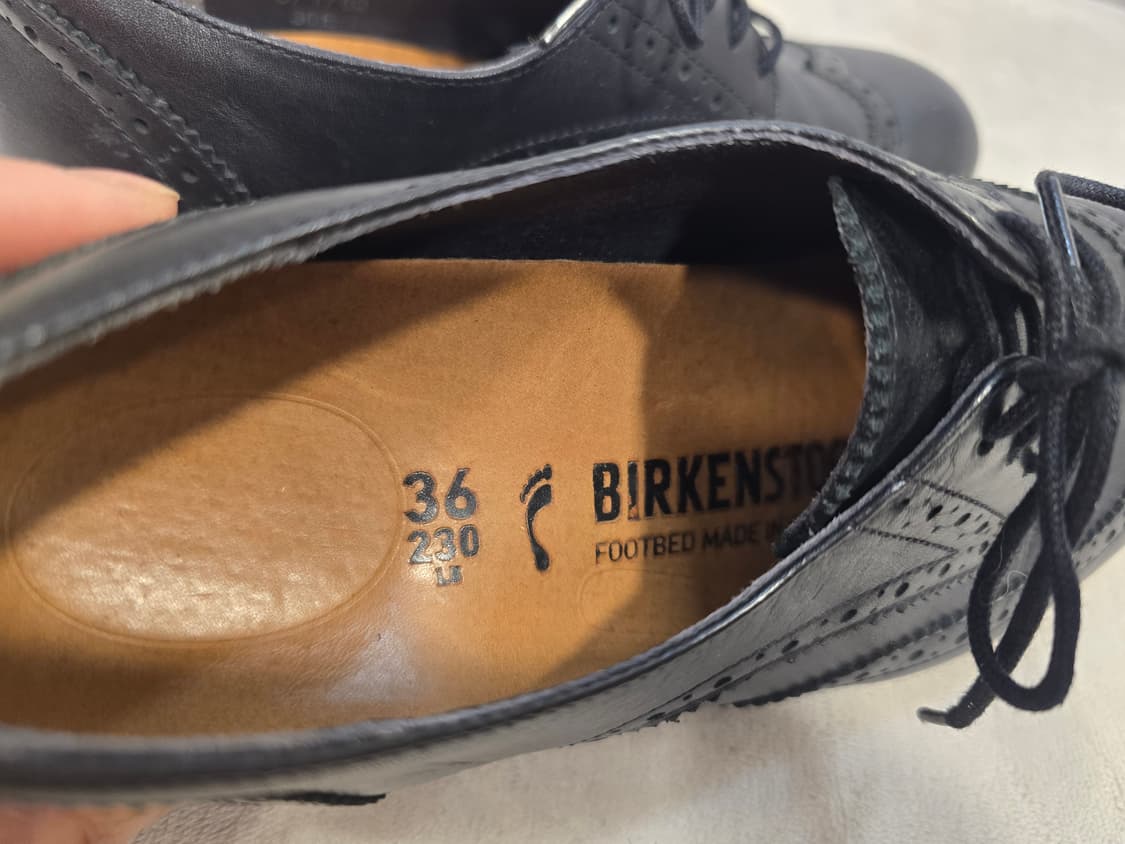 36
230
BIRKENSTO
FOOTBED MADE IN